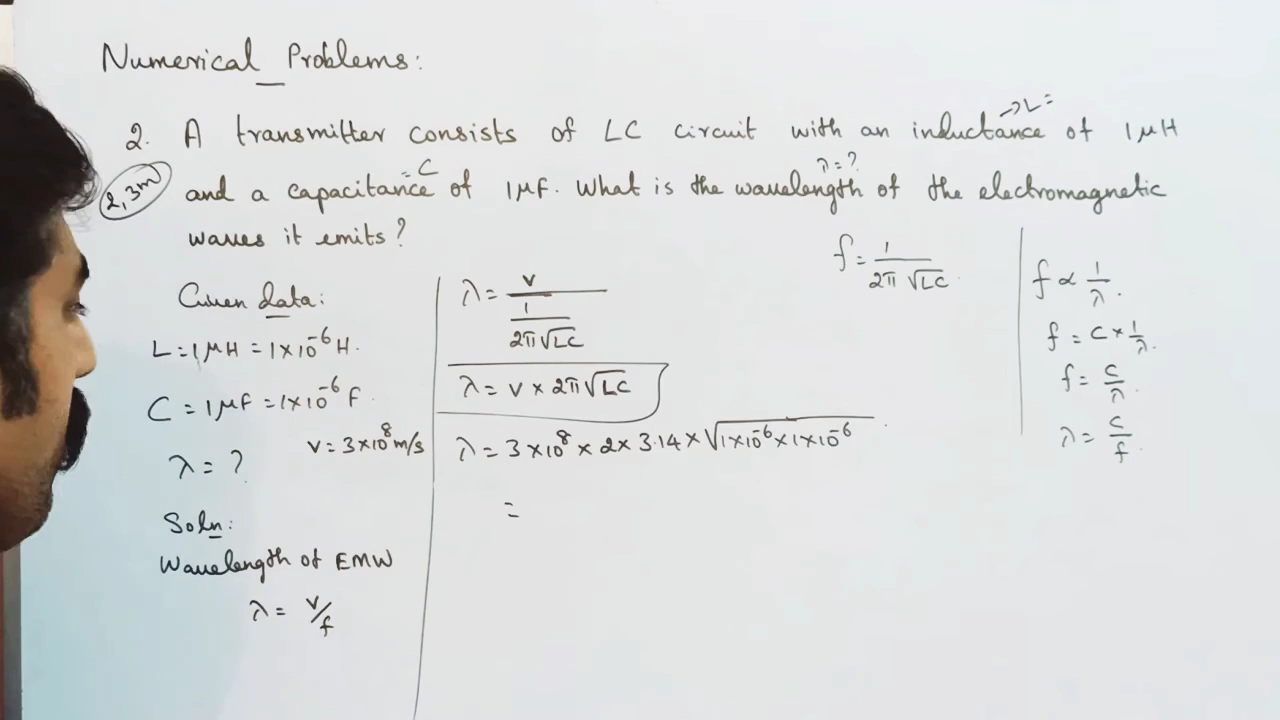 Numerical Problems:
2. A transmitter consists of LC circuit with an inductance of 1μH
→ L =
2,3m
and a capacitance of 1μF. What is the wavelength of the electromagnetic
= C
λ = ?
waves it emits?
Given data:
L = 1μH = 1×10⁻⁶ H.
C = 1μF = 1×10⁻⁶ F.
v = 3×10⁸ m/s
λ = ?
Soln:
Wavelength of EMW
λ = v/f
λ = v / (1 / 2π√LC)
λ = v × 2π√LC
λ = 3×10⁸ × 2 × 3.14 × √1×10⁻⁶ × 1×10⁻⁶
=
f = 1 / 2π√LC
f ∝ 1/λ.
f = c × 1/λ.
f = c/λ
λ = c/f